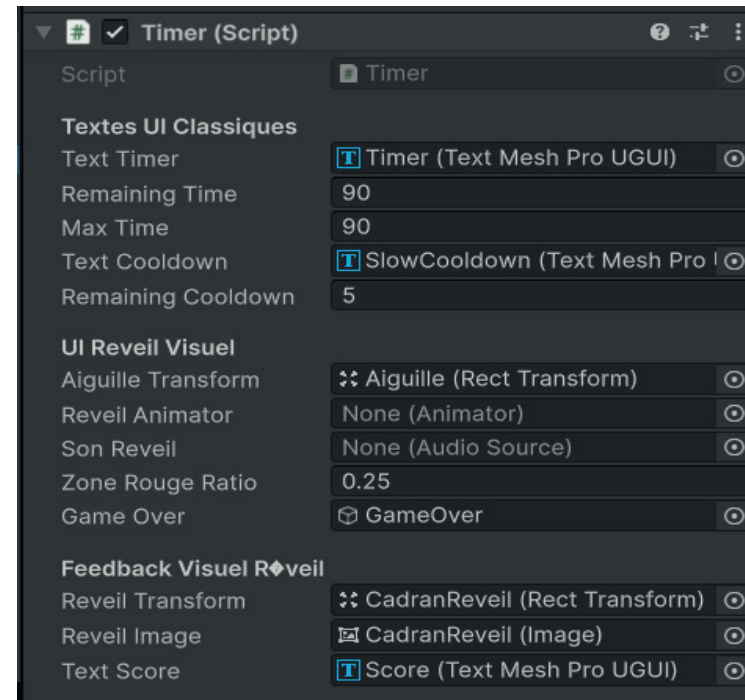 Timer (Script)
Script Timer
Textes UI Classiques
Text Timer Timer (Text Mesh Pro UGUI)
Remaining Time 90
Max Time 90
Text Cooldown SlowCooldown (Text Mesh Pro
Remaining Cooldown 5
UI Reveil Visuel
Aiguille Transform Aiguille (Rect Transform)
Reveil Animator None (Animator)
Son Reveil None (Audio Source)
Zone Rouge Ratio 0.25
Game Over GameOver
Feedback Visuel R�veil
Reveil Transform CadranReveil (Rect Transform)
Reveil Image CadranReveil (Image)
Text Score Score (Text Mesh Pro UGUI)